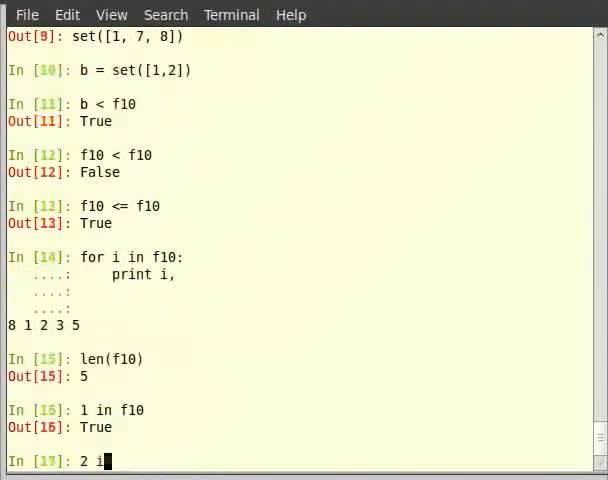 File Edit View Search Terminal Help
Out[9]: set([1, 7, 8])
In [10]: b = set([1,2])
In [11]: b < f10
Out[11]: True
In [12]: f10 < f10
Out[12]: False
In [13]: f10 <= f10
Out[13]: True
In [14]: for i in f10:
....: print i,
....:
....:
8 1 2 3 5
In [15]: len(f10)
Out[15]: 5
In [16]: 1 in f10
Out[16]: True
In [17]: 2 i